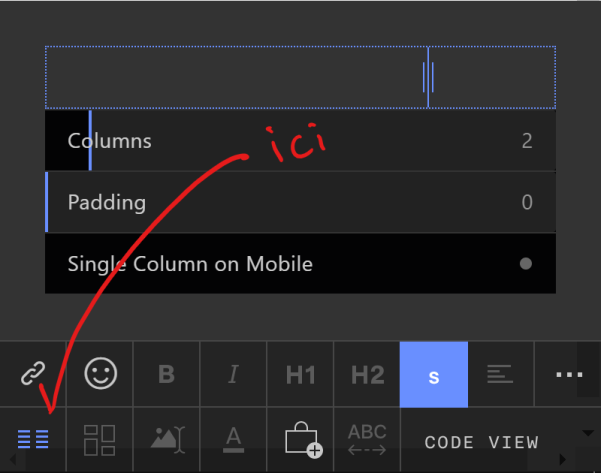 Columns 2
ici
Padding 0
Single Column on Mobile
B I H1 H2 s
A ABC CODE VIEW